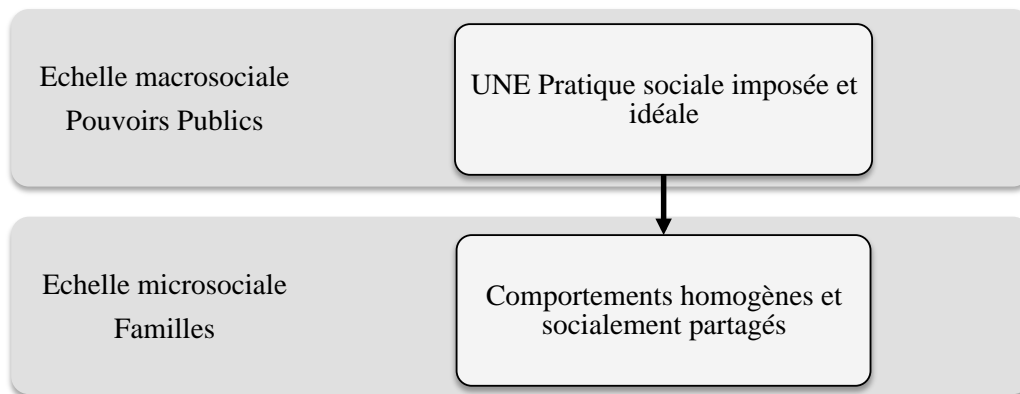 Echelle macrosociale
Pouvoirs Publics
UNE Pratique sociale imposée et
idéale
Echelle microsociale
Familles
Comportements homogènes et
socialement partagés